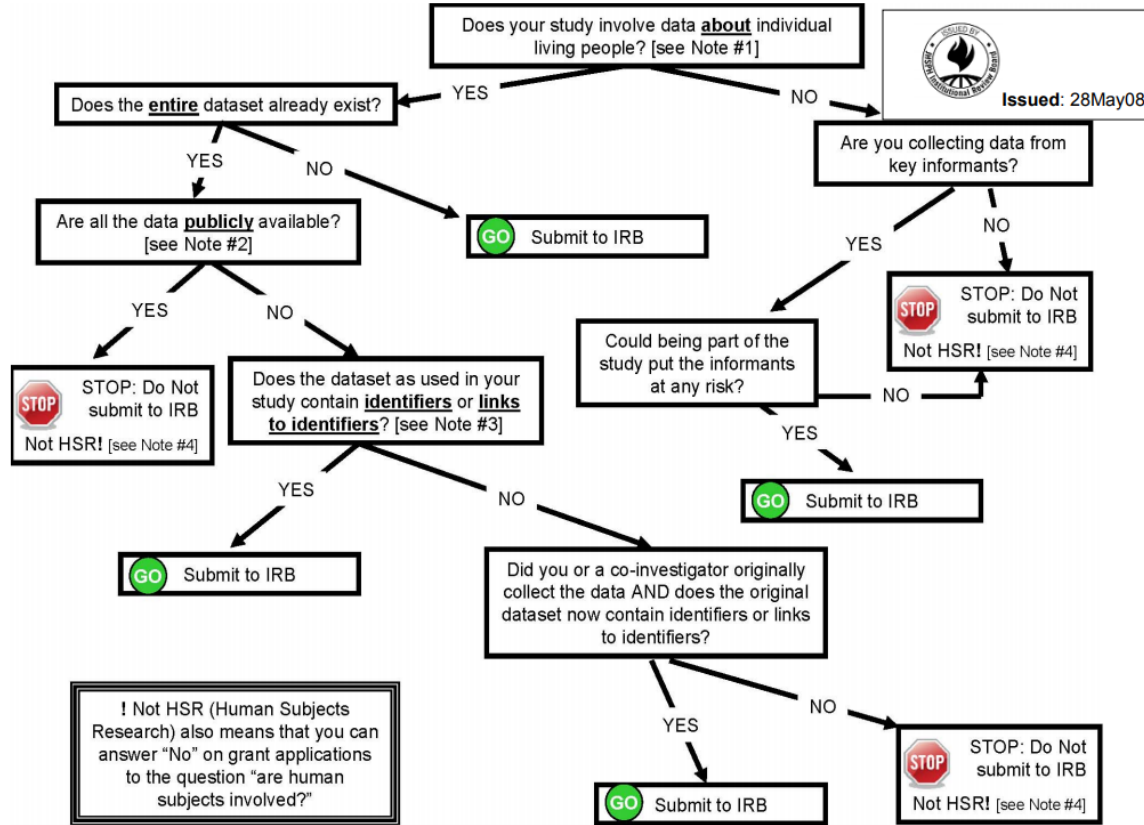 Does your study involve data about individual
living people? [see Note #1]
ISSUED BY
JHSPH Institutional Review Board
Issued: 28May08
YES
NO
Does the entire dataset already exist?
Are you collecting data from
key informants?
YES
NO
YES
NO
Are all the data publicly available?
[see Note #2]
GO Submit to IRB
STOP
STOP: Do Not
submit to IRB
Not HSR! [see Note #4]
YES
NO
Could being part of the
study put the informants
at any risk?
NO
YES
STOP
STOP: Do Not
submit to IRB
Not HSR! [see Note #4]
Does the dataset as used in your
study contain identifiers or links
to identifiers? [see Note #3]
GO Submit to IRB
YES
NO
GO Submit to IRB
Did you or a co-investigator originally
collect the data AND does the original
dataset now contain identifiers or links
to identifiers?
YES
NO
! Not HSR (Human Subjects
Research) also means that you can
answer “No” on grant applications
to the question “are human
subjects involved?”
GO Submit to IRB
STOP
STOP: Do Not
submit to IRB
Not HSR! [see Note #4]